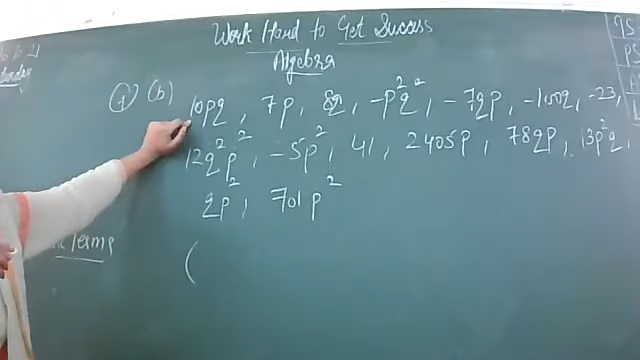 Work Hard to Get Success
Algebra
(b) 10pq, 7p, 8q, -p²q², -7qp, -100q, -23,
12q²p², -5p², 41, 2405p, 78qp, 13p²q,
qp², 701p²
Terms
(